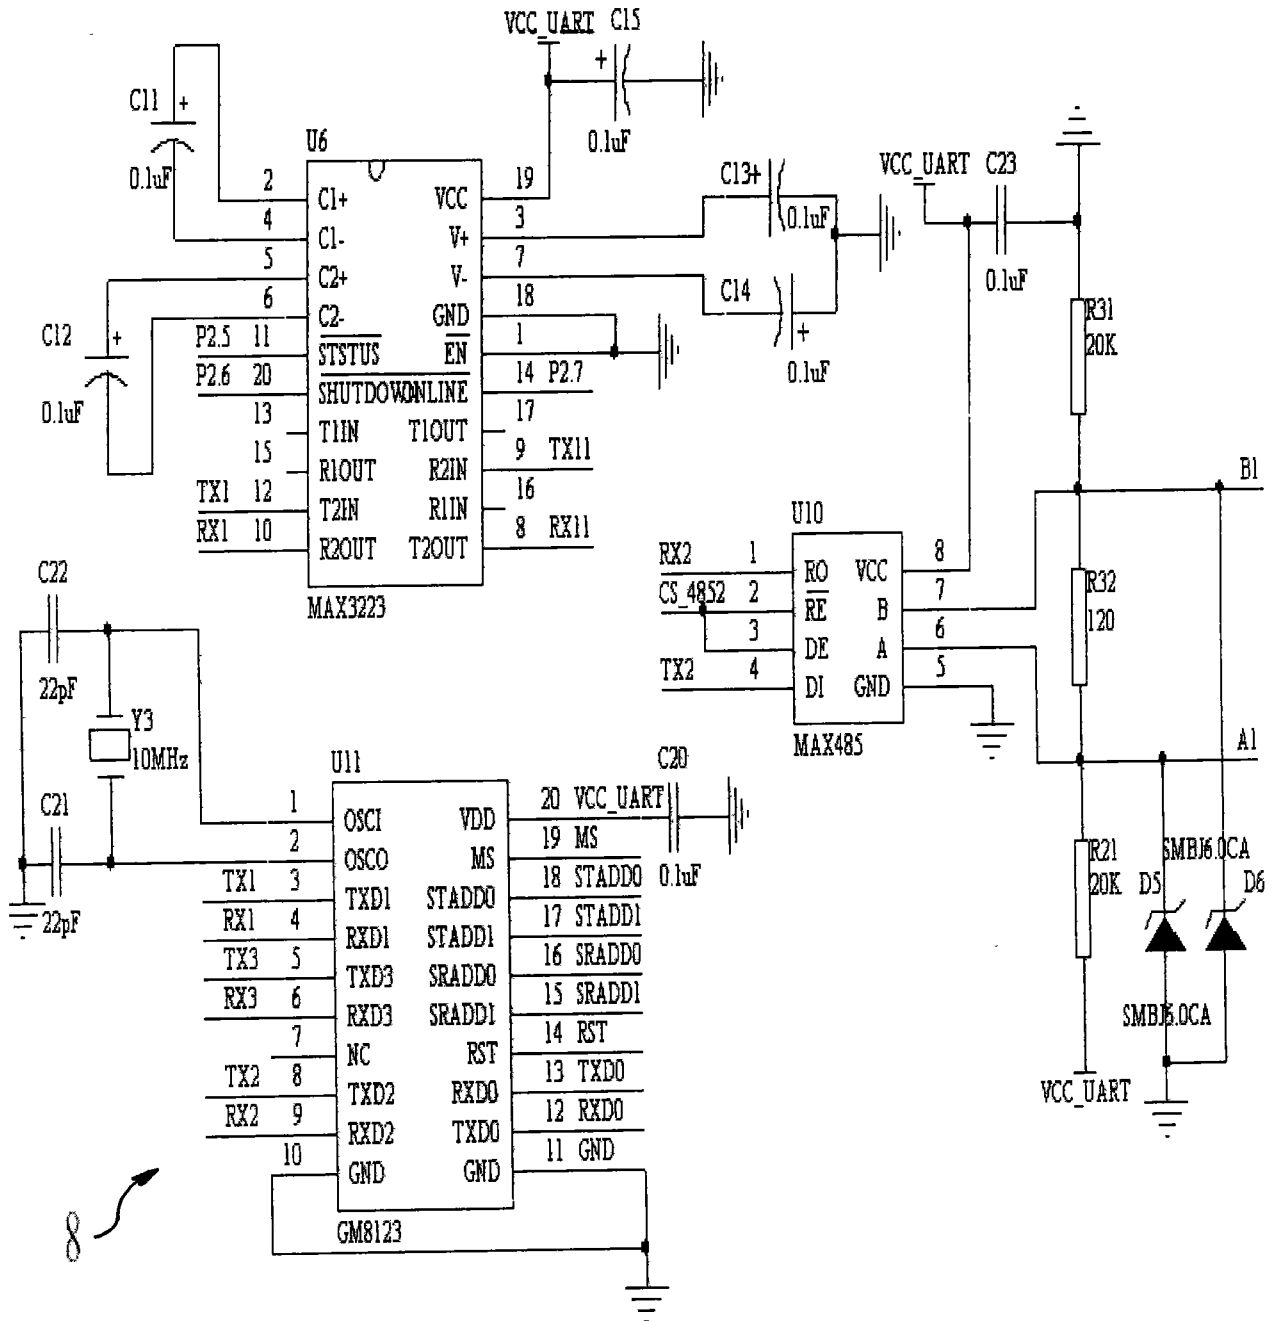 VCC_UART C15
C11 +
+
0.1uF
0.1uF
U6
2 C1+ VCC 19
4 C1- V+ 3
5 C2+ V- 7
6 C2- GND 18
P2.5 11 STSTUS EN 1
P2.6 20 SHUTDOWONLINE 14 P2.7
13 T1IN T1OUT 17
15 R1OUT R2IN 9 TX11
TX1 12 T2IN R1IN 16
RX1 10 R2OUT T2OUT 8 RX11
MAX3223
C12 +
0.1uF
C13+
0.1uF
C14
+
0.1uF
VCC_UART C23
0.1uF
R31
20K
B1
U10
RX2 1 RO VCC 8
CS_4852 2 RE B 7
3 DE A 6
TX2 4 DI GND 5
MAX485
R32
120
A1
R21
20K
SMBJ6.0CA
D5 D6
SMBJ6.0CA
VCC_UART
C22
22pF
Y3
10MHz
C21
22pF
U11
1 OSCI VDD 20 VCC_UART
2 OSCO MS 19 MS
TX1 3 TXD1 STADD0 18 STADD0
RX1 4 RXD1 STADD1 17 STADD1
TX3 5 TXD3 SRADD0 16 SRADD0
RX3 6 RXD3 SRADD1 15 SRADD1
7 NC RST 14 RST
TX2 8 TXD2 RXD0 13 TXD0
RX2 9 RXD2 TXD0 12 RXD0
10 GND GND 11 GND
GM8123
C20
0.1uF
8